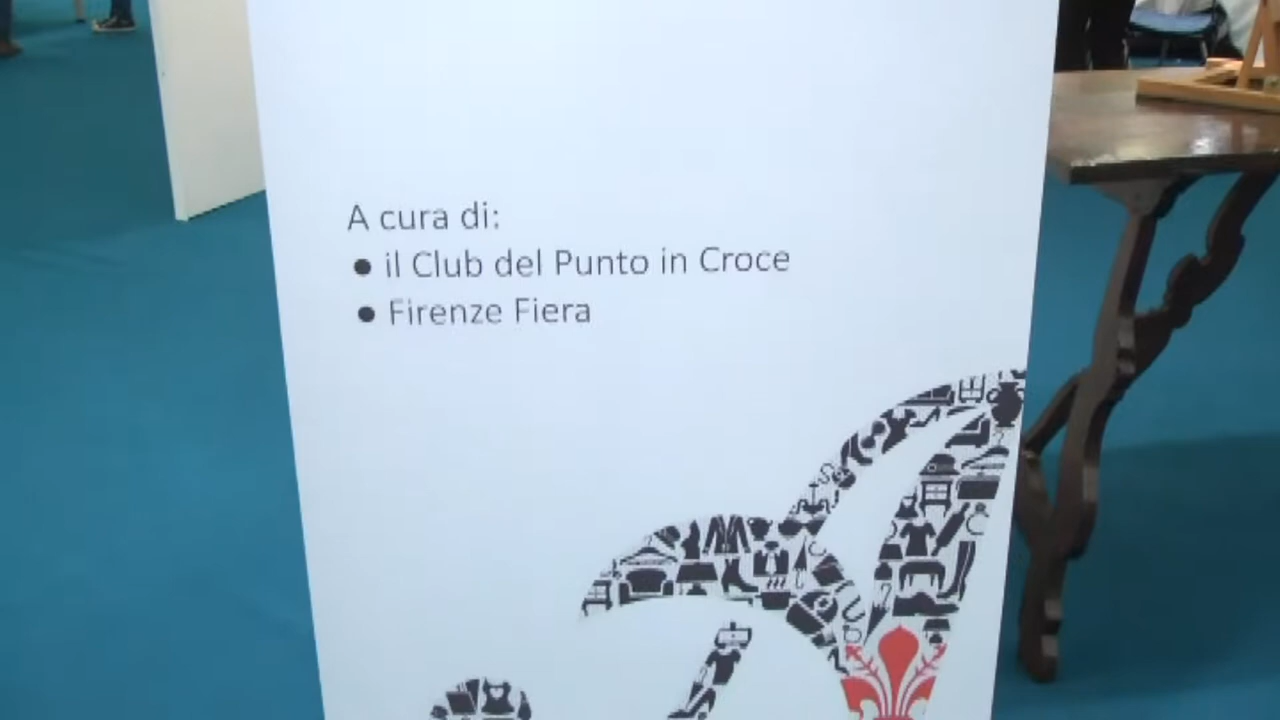 A cura di:
● il Club del Punto in Croce
● Firenze Fiera